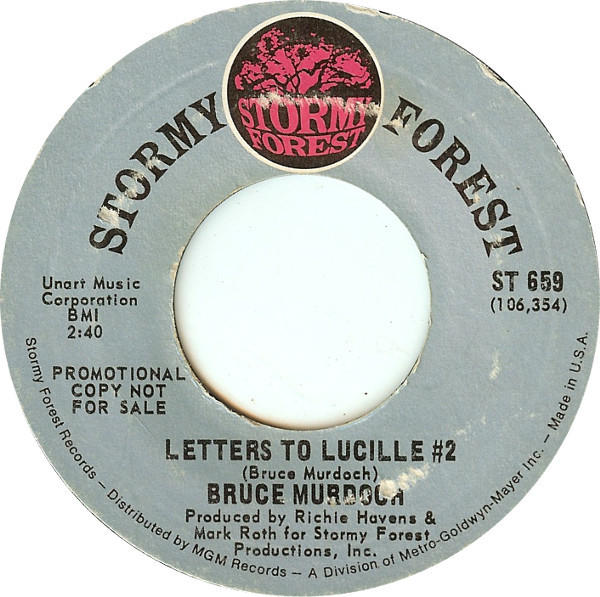 STORMY FOREST
STORMY
FOREST
Unart Music
Corporation
BMI
2:40
ST 659
(106,354)
PROMOTIONAL
COPY NOT
FOR SALE
LETTERS TO LUCILLE #2
(Bruce Murdoch)
BRUCE MURDOCH
Produced by Richie Havens &
Mark Roth for Stormy Forest
Productions, Inc.
Stormy Forest Records – Distributed by MGM Records – A Division of Metro-Goldwyn-Mayer Inc. – Made in U.S.A.